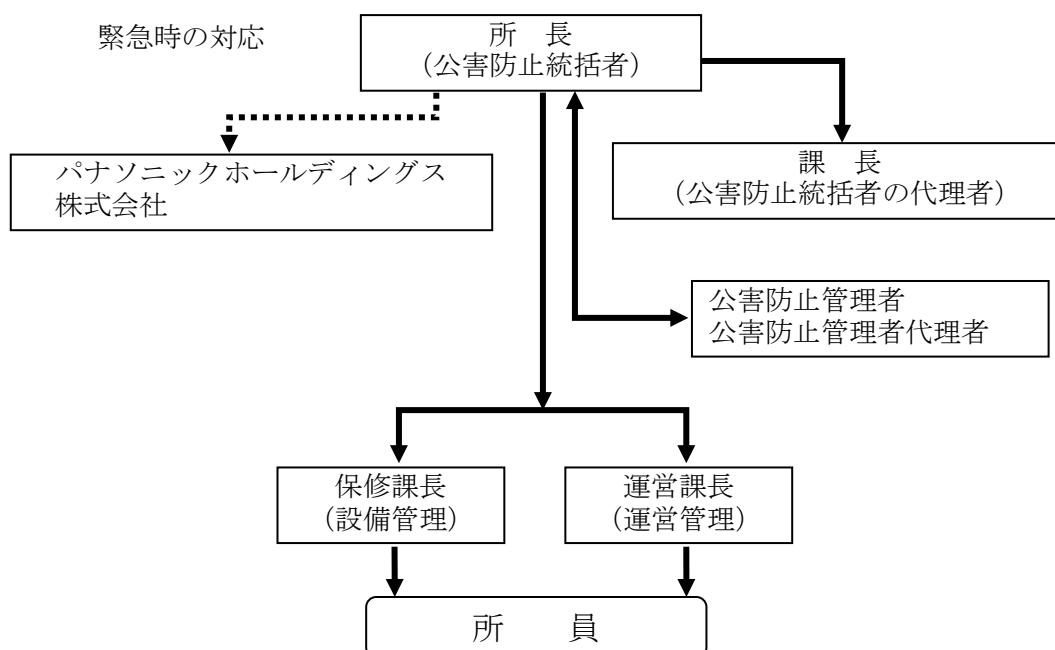 緊急時の対応
所　長
（公害防止統括者）
パナソニックホールディングス
株式会社
課　長
（公害防止統括者の代理者）
公害防止管理者
公害防止管理者代理者
保修課長
（設備管理）
運営課長
（運営管理）
所　　員